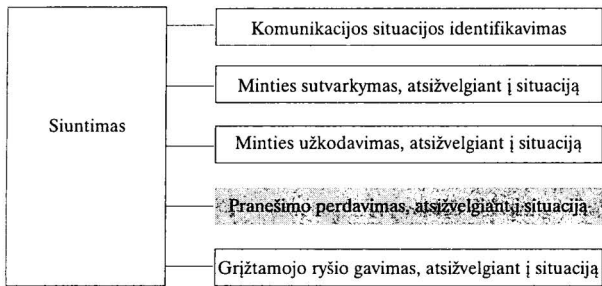 Siuntimas
Komunikacijos situacijos identifikavimas
Minties sutvarkymas, atsižvelgiant į situaciją
Minties užkodavimas, atsižvelgiant į situaciją
Pranešimo perdavimas, atsižvelgiant į situaciją
Grįžtamojo ryšio gavimas, atsižvelgiant į situaciją